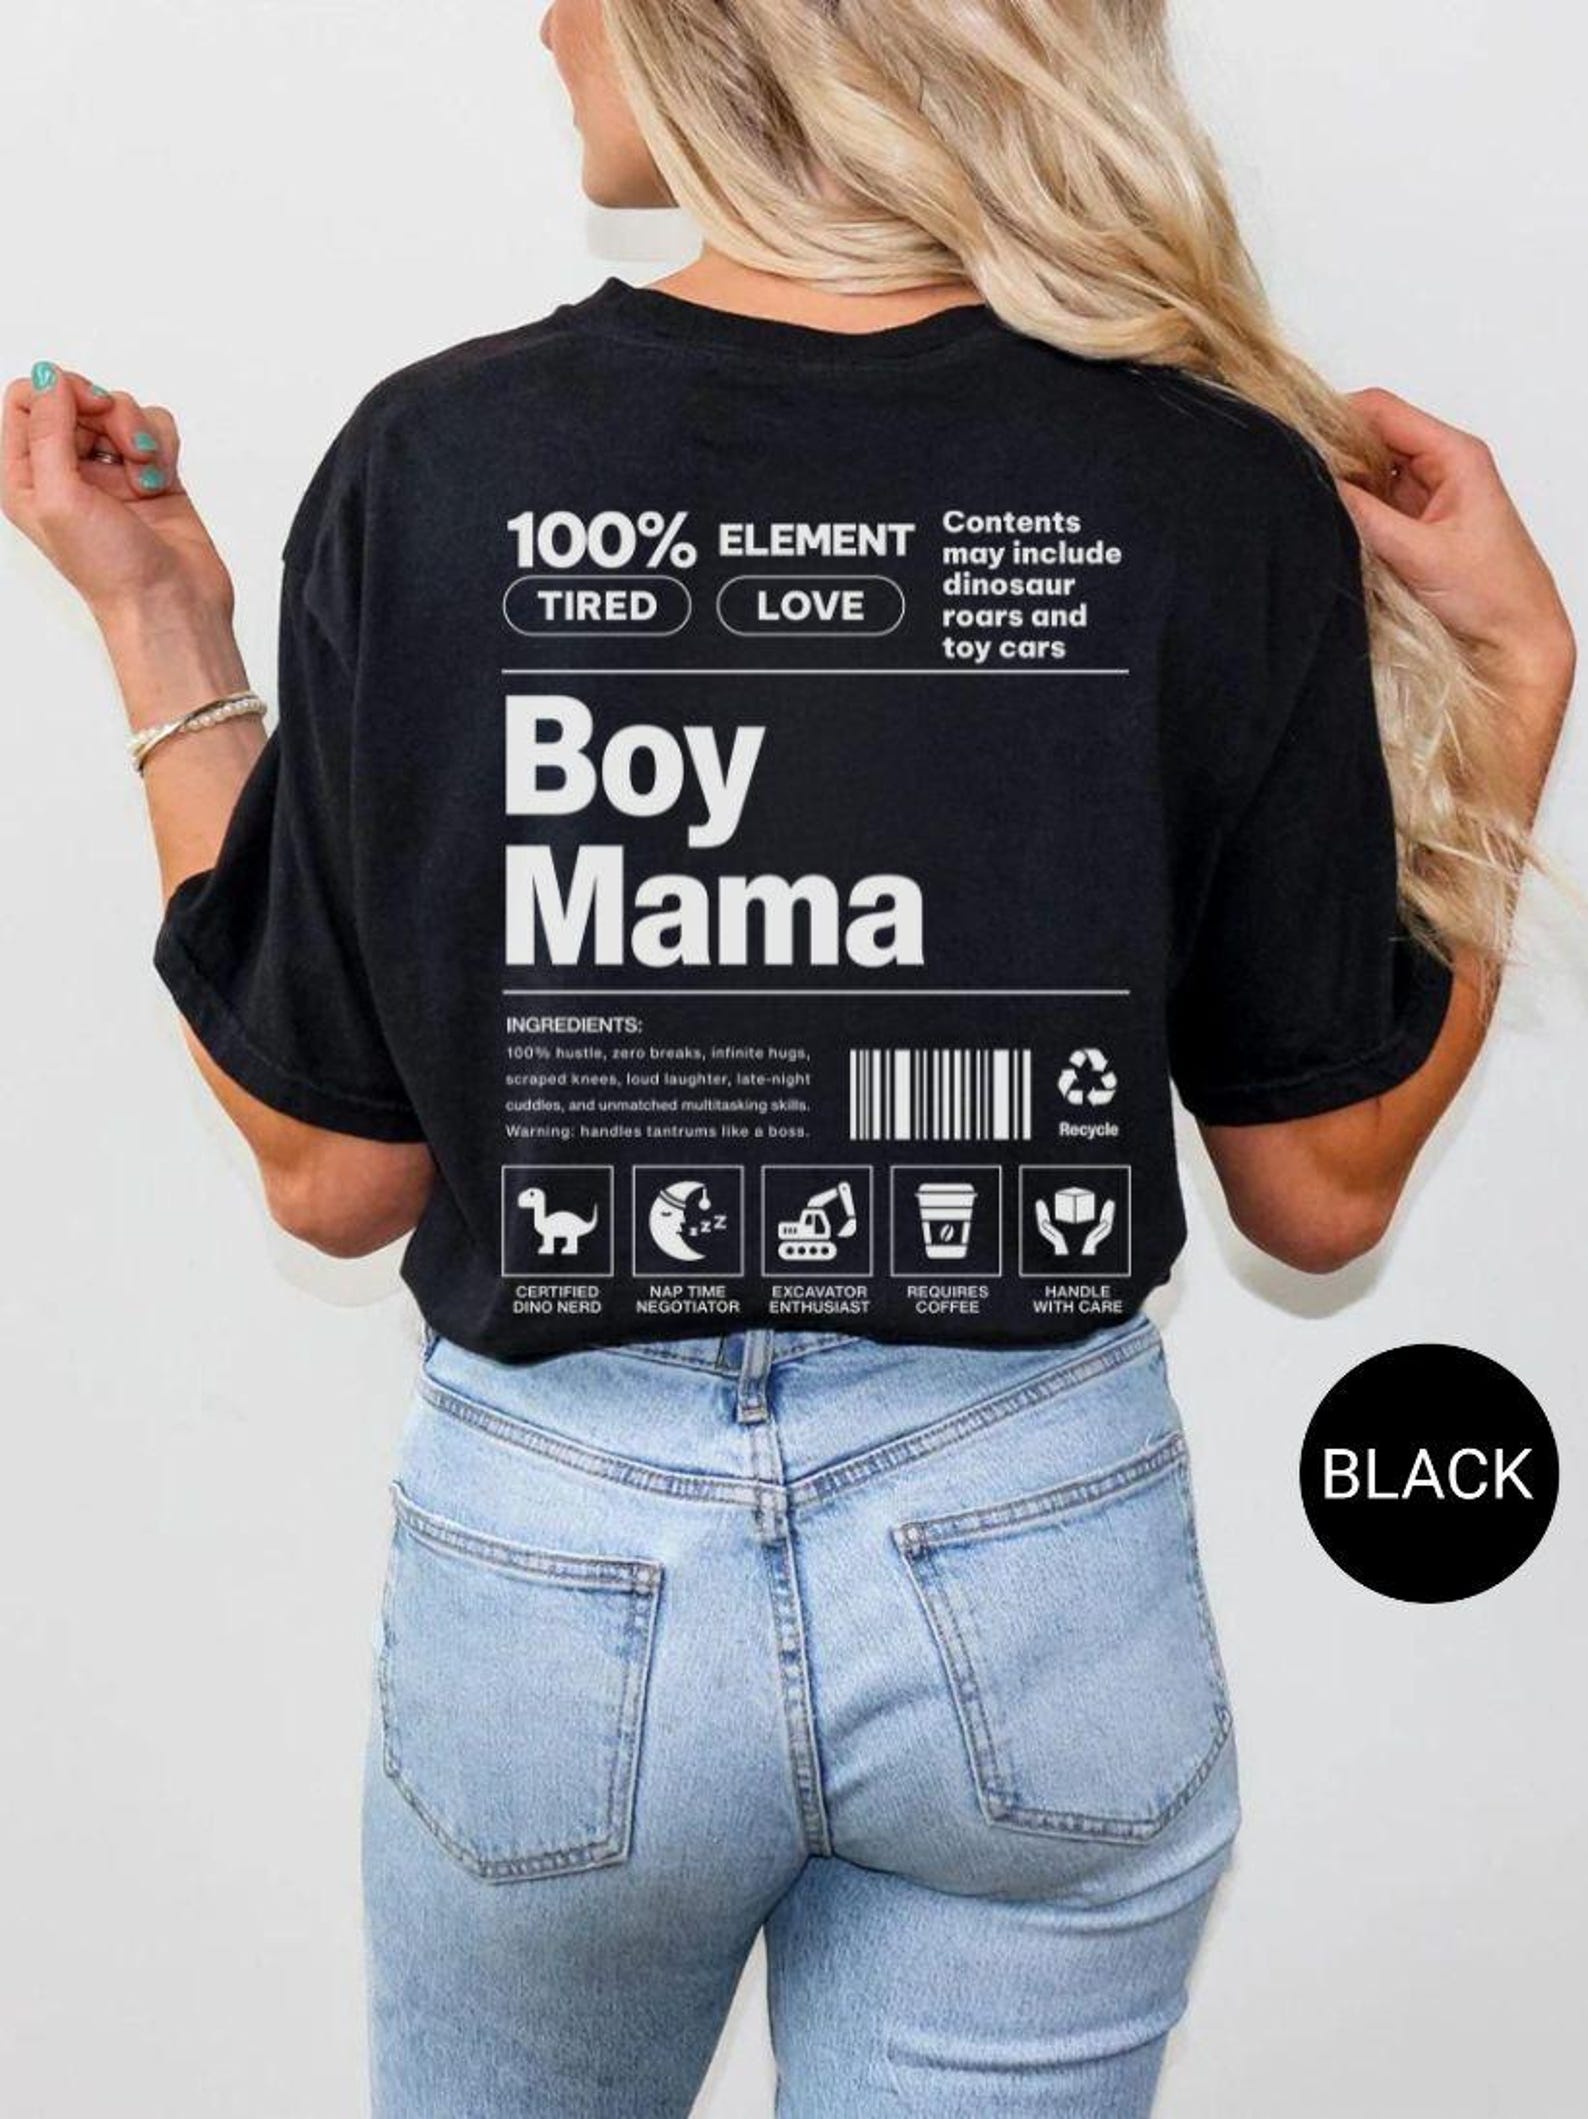 100%
TIRED
ELEMENT
LOVE
Contents
may include
dinosaur
roars and
toy cars
Boy
Mama
INGREDIENTS:
100% hustle, zero breaks, infinite hugs,
scraped knees, loud laughter, late-night
cuddles, and unmatched multitasking skills.
Warning: handles tantrums like a boss.
Recycle
zzz
CERTIFIED
DINO NERD
NAP TIME
NEGOTIATOR
EXCAVATOR
ENTHUSIAST
REQUIRES
COFFEE
HANDLE
WITH CARE
BLACK